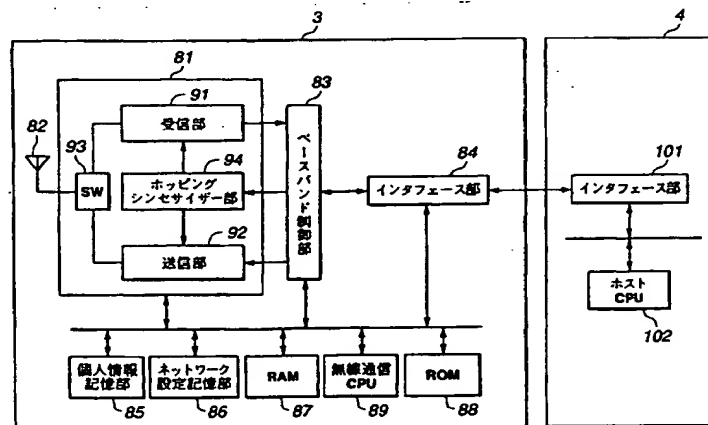 3
4
81
91
83
受信部
82
93
94
84
101
SW
ホッピング
シンセサイザー部
ベースバンド制御部
インタフェース部
インタフェース部
92
送信部
ホスト
CPU
102
個人情報
記憶部
ネットワーク
設定記憶部
RAM
無線通信
CPU
ROM
85
86
87
89
88